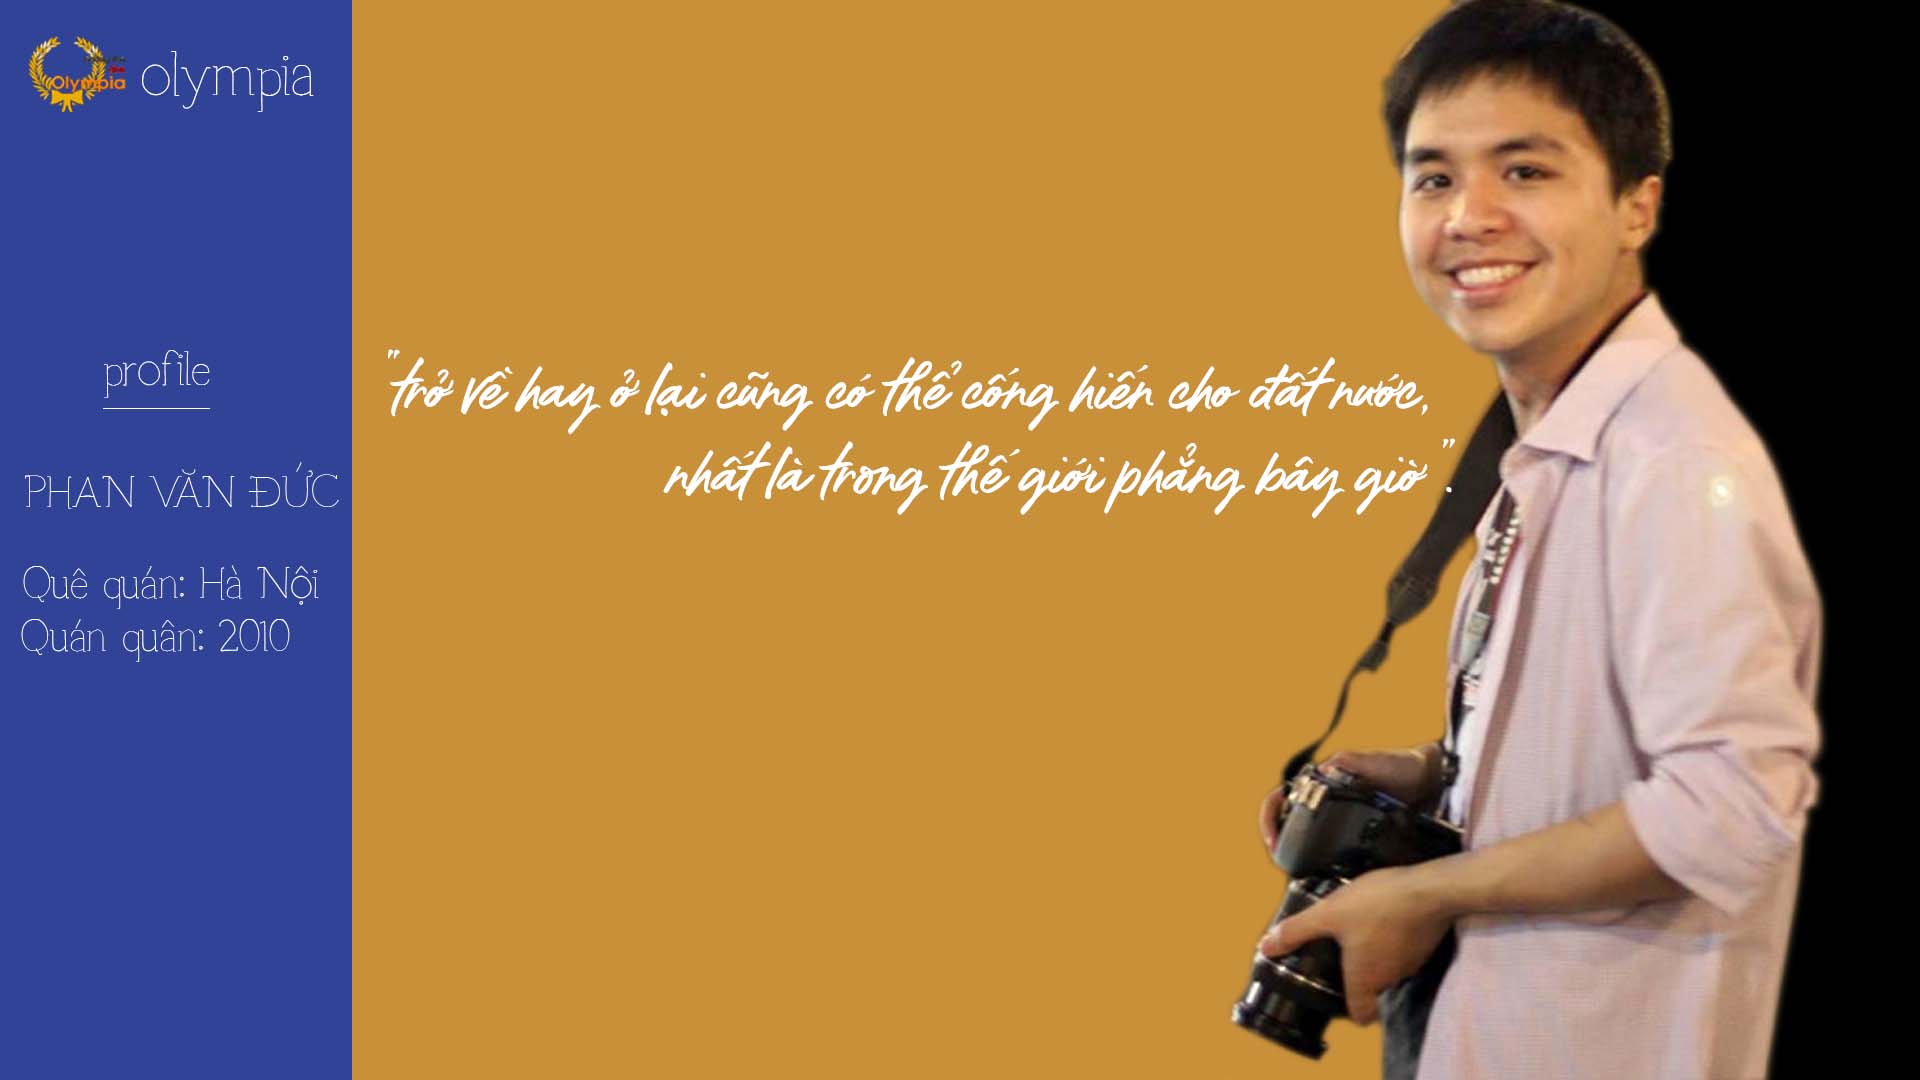 Olympia
olympia
profile
PHAN VĂN ĐỨC
Quê quán: Hà Nội
Quán quân: 2010
"trở về hay ở lại cũng có thể cống hiến cho đất nước,
nhất là trong thế giới phẳng bây giờ".